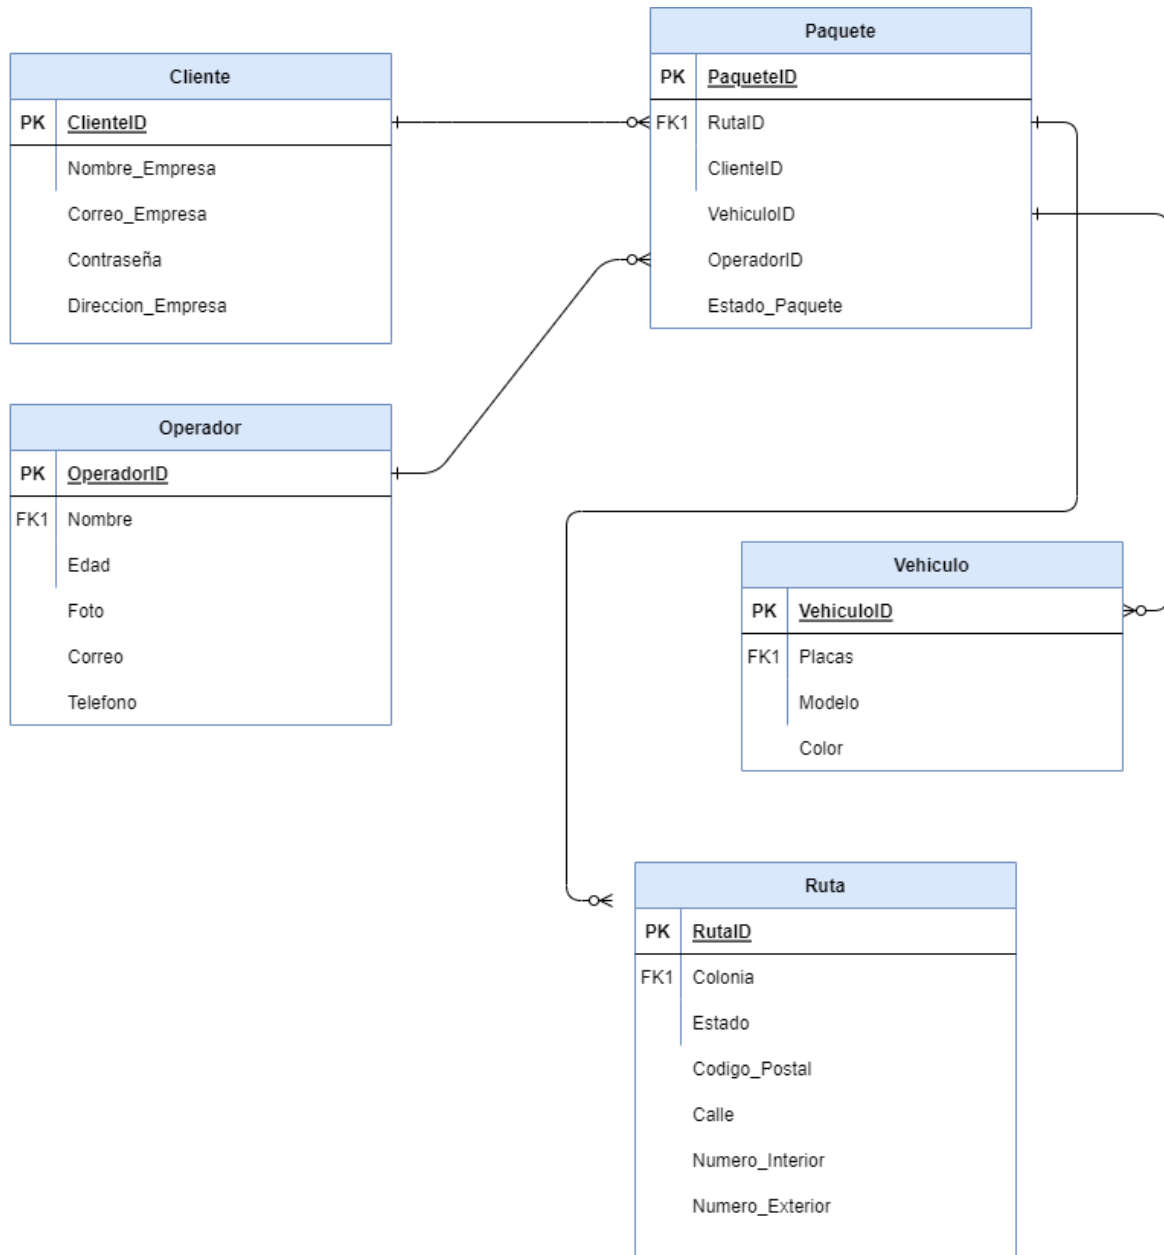 Cliente
PK ClienteID
Nombre_Empresa
Correo_Empresa
Contraseña
Direccion_Empresa
Paquete
PK PaqueteID
FK1 RutaID
ClienteID
VehiculoID
OperadorID
Estado_Paquete
Operador
PK OperadorID
FK1 Nombre
Edad
Foto
Correo
Telefono
Vehiculo
PK VehiculoID
FK1 Placas
Modelo
Color
Ruta
PK RutaID
FK1 Colonia
Estado
Codigo_Postal
Calle
Numero_Interior
Numero_Exterior